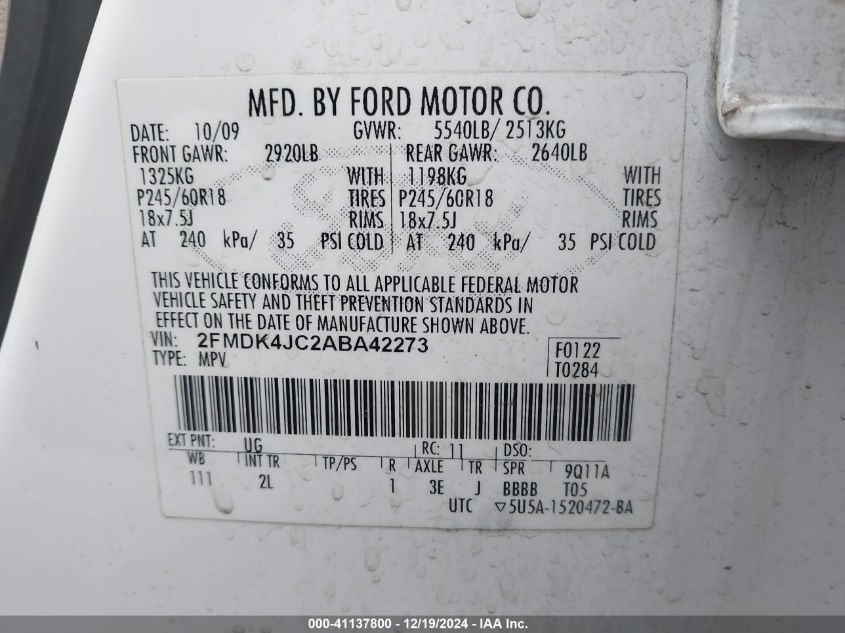 MFD. BY FORD MOTOR CO.
DATE: 10/09 GVWR: 5540LB/ 2513KG
FRONT GAWR: 2920LB REAR GAWR: 2640LB
1325KG WITH 1198KG WITH
P245/60R18 TIRES P245/60R18 TIRES
18x7.5J RIMS 18x7.5J RIMS
AT 240 kPa/ 35 PSI COLD AT 240 kPa/ 35 PSI COLD
THIS VEHICLE CONFORMS TO ALL APPLICABLE FEDERAL MOTOR
VEHICLE SAFETY AND THEFT PREVENTION STANDARDS IN
EFFECT ON THE DATE OF MANUFACTURE SHOWN ABOVE.
VIN: 2FMDK4JC2ABA42273 F0122
TYPE: MPV T0284
EXT PNT: UG RC: 11 DSO:
WB INT TR TP/PS R AXLE TR SPR 9Q11A
111 2L 1 3E J BBBB T05
UTC ▽5U5A-1520472-BA
000-41137800 - 12/19/2024 - IAA Inc.